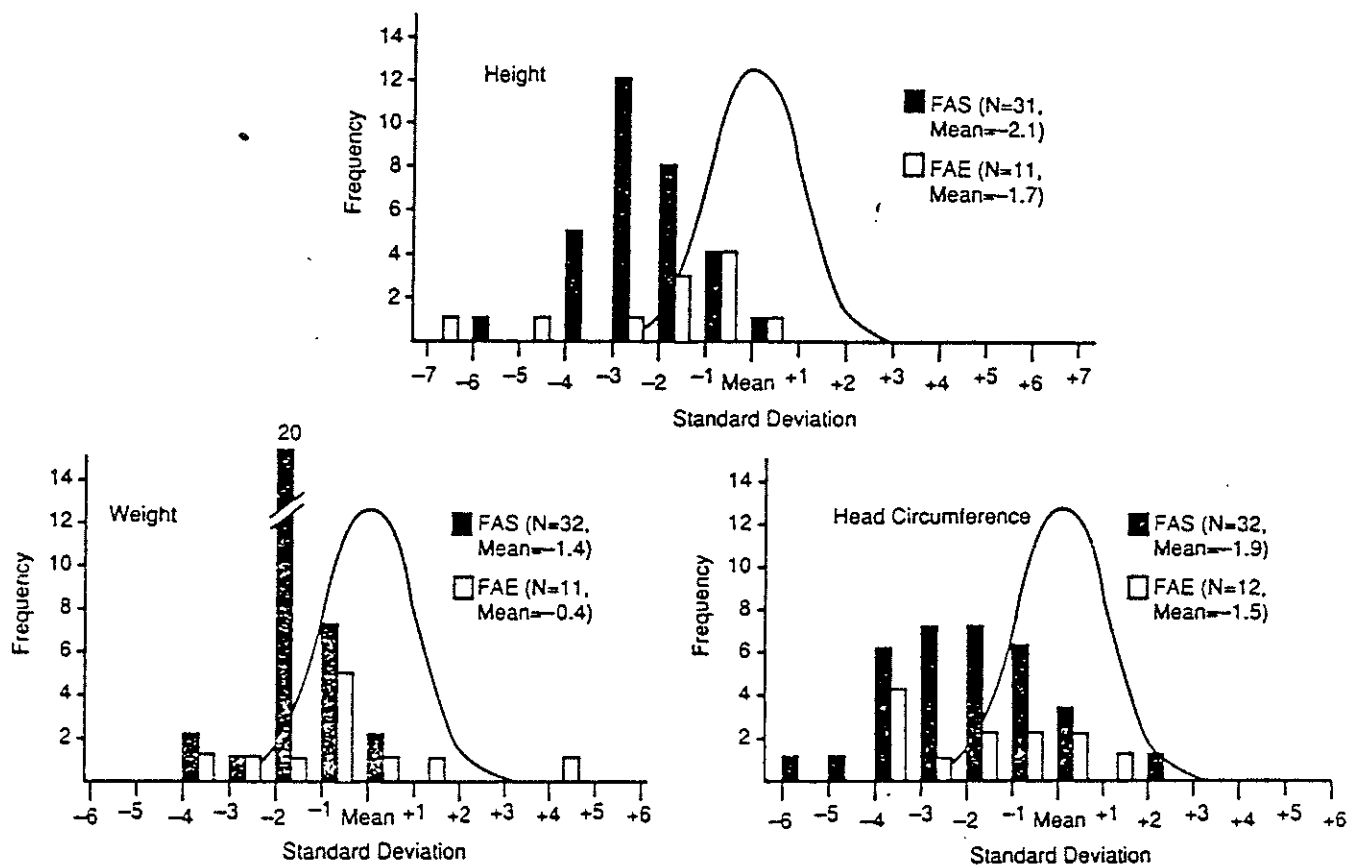 Height
Frequency
14
12
10
8
6
4
2
FAS (N=31,
Mean=−2.1)
FAE (N=11,
Mean=−1.7)
−7 −6 −5 −4 −3 −2 −1 Mean +1 +2 +3 +4 +5 +6 +7
Standard Deviation
20
Weight
Frequency
14
12
10
8
6
4
2
FAS (N=32,
Mean=−1.4)
FAE (N=11,
Mean=−0.4)
−6 −5 −4 −3 −2 −1 Mean +1 +2 +3 +4 +5 +6
Standard Deviation
Head Circumference
Frequency
14
12
10
8
6
4
2
FAS (N=32,
Mean=−1.9)
FAE (N=12,
Mean=−1.5)
−6 −5 −4 −3 −2 −1 Mean +1 +2 +3 +4 +5 +6
Standard Deviation